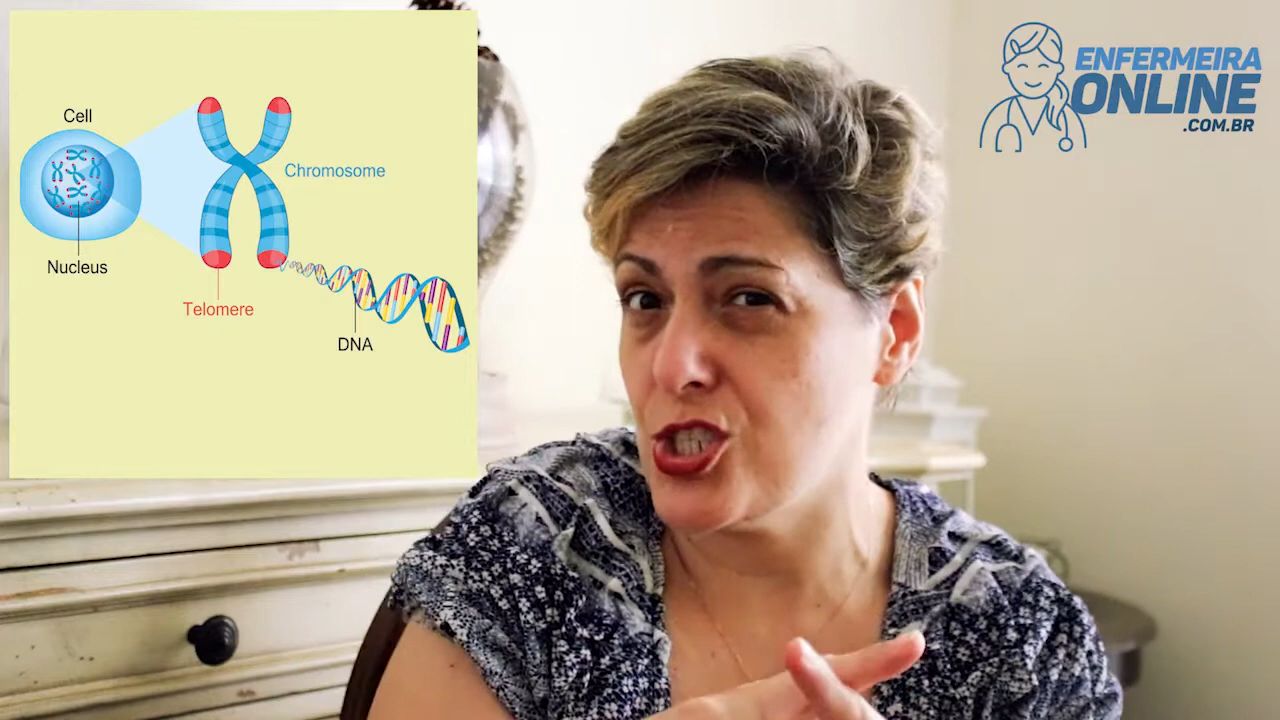 Cell
Chromosome
Nucleus
Telomere
DNA
ENFERMEIRA
ONLINE
.COM.BR